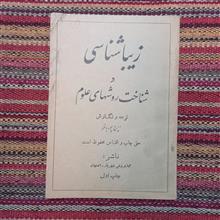 زیباشناسی
و
شناخت روشهای علوم
ترجمه و نگارش
حق چاپ و اقتباس محفوظ است
ناشر:
چاپ اول